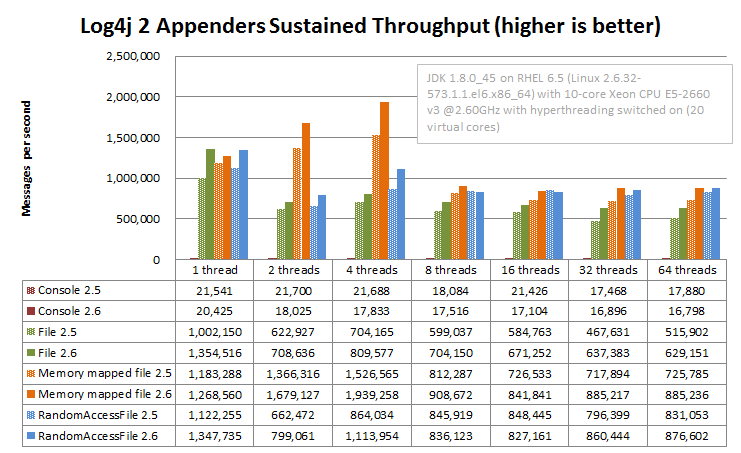 Log4j 2 Appenders Sustained Throughput (higher is better)
JDK 1.8.0_45 on RHEL 6.5 (Linux 2.6.32-
573.1.1.el6.x86_64) with 10-core Xeon CPU E5-2660
v3 @2.60GHz with hyperthreading switched on (20
virtual cores)
Messages per second
2,500,000
2,000,000
1,500,000
1,000,000
500,000
0
1 thread 2 threads 4 threads 8 threads 16 threads 32 threads 64 threads
Console 2.5 21,541 21,700 21,688 18,084 21,426 17,468 17,880
Console 2.6 20,425 18,025 17,833 17,516 17,104 16,896 16,798
File 2.5 1,002,150 622,927 704,165 599,037 584,763 467,631 515,902
File 2.6 1,354,516 708,636 809,577 704,150 671,252 637,383 629,151
Memory mapped file 2.5 1,183,288 1,366,316 1,526,565 812,287 726,533 717,894 725,785
Memory mapped file 2.6 1,268,560 1,679,127 1,939,258 908,672 841,841 885,217 885,236
RandomAccessFile 2.5 1,122,255 662,472 864,034 845,919 848,445 796,399 831,053
RandomAccessFile 2.6 1,347,735 799,061 1,113,954 836,123 827,161 860,444 876,602